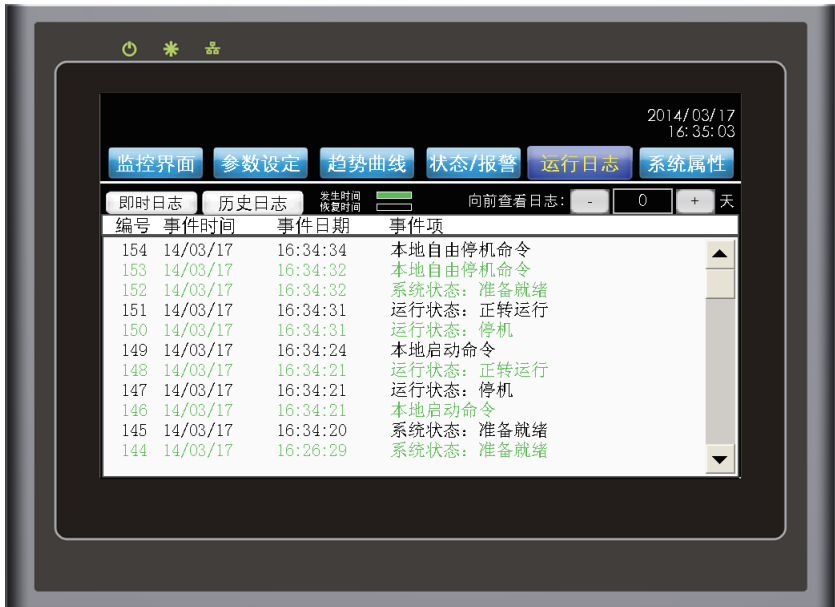 2014/03/17
16:35:03
监控界面 参数设定 趋势曲线 状态/报警 运行日志 系统属性
即时日志 历史日志 发生时间 向前查看日志: - 0 + 天
恢复时间
编号 事件时间 事件日期 事件项
154 14/03/17 16:34:34 本地自由停机命令
153 14/03/17 16:34:32 本地自由停机命令
152 14/03/17 16:34:32 系统状态: 准备就绪
151 14/03/17 16:34:31 运行状态: 正转运行
150 14/03/17 16:34:31 运行状态: 停机
149 14/03/17 16:34:24 本地启动命令
148 14/03/17 16:34:21 运行状态: 正转运行
147 14/03/17 16:34:21 运行状态: 停机
146 14/03/17 16:34:21 本地启动命令
145 14/03/17 16:34:20 系统状态: 准备就绪
144 14/03/17 16:26:29 系统状态: 准备就绪